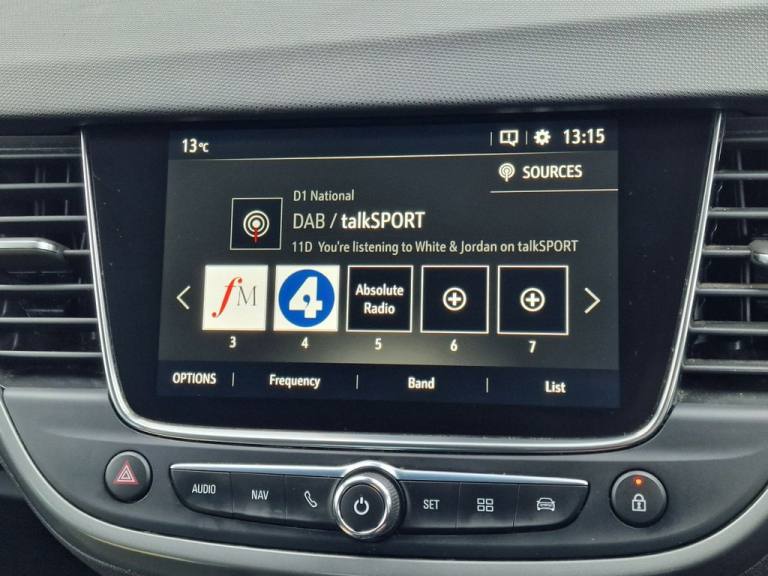 13°C 13:15
SOURCES
D1 National
DAB / talkSPORT
11D You're listening to White & Jordan on talkSPORT
fM 4 Absolute
Radio
3 4 5 6 7
OPTIONS Frequency Band List
AUDIO NAV SET